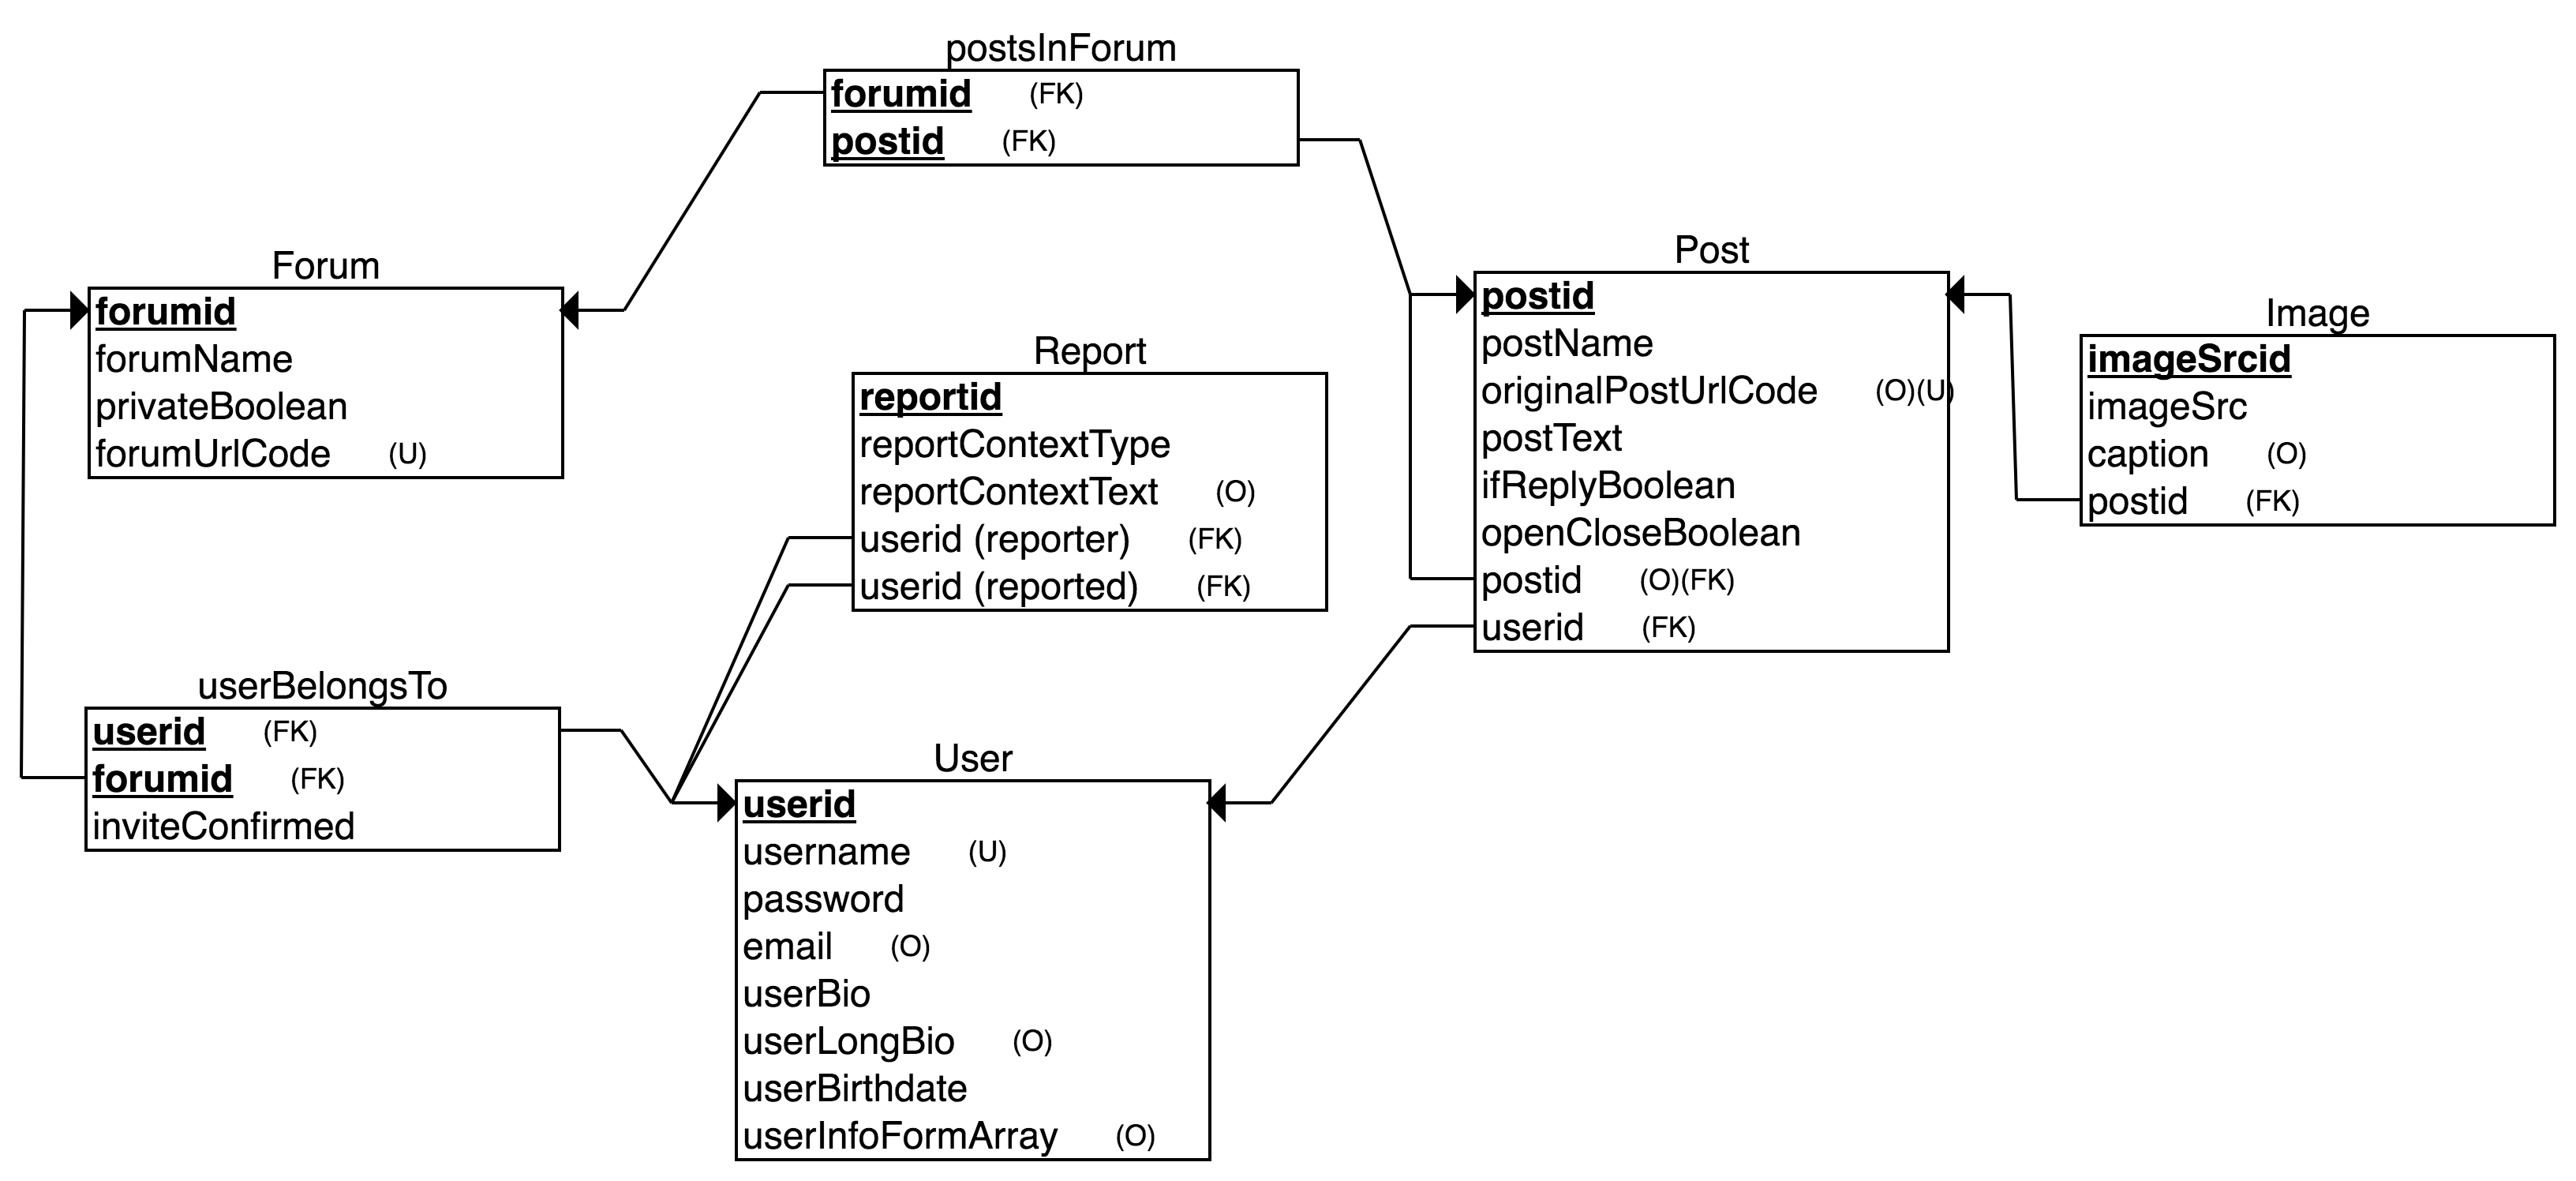 postsInForum
forumid (FK)
postid (FK)
Forum
forumid
forumName
privateBoolean
forumUrlCode (U)
Report
reportid
reportContextType
reportContextText (O)
userid (reporter) (FK)
userid (reported) (FK)
Post
postid
postName
originalPostUrlCode (O)(U)
postText
ifReplyBoolean
openCloseBoolean
postid (O)(FK)
userid (FK)
Image
imageSrcid
imageSrc
caption (O)
postid (FK)
userBelongsTo
userid (FK)
forumid (FK)
inviteConfirmed
User
userid
username (U)
password
email (O)
userBio
userLongBio (O)
userBirthdate
userInfoFormArray (O)